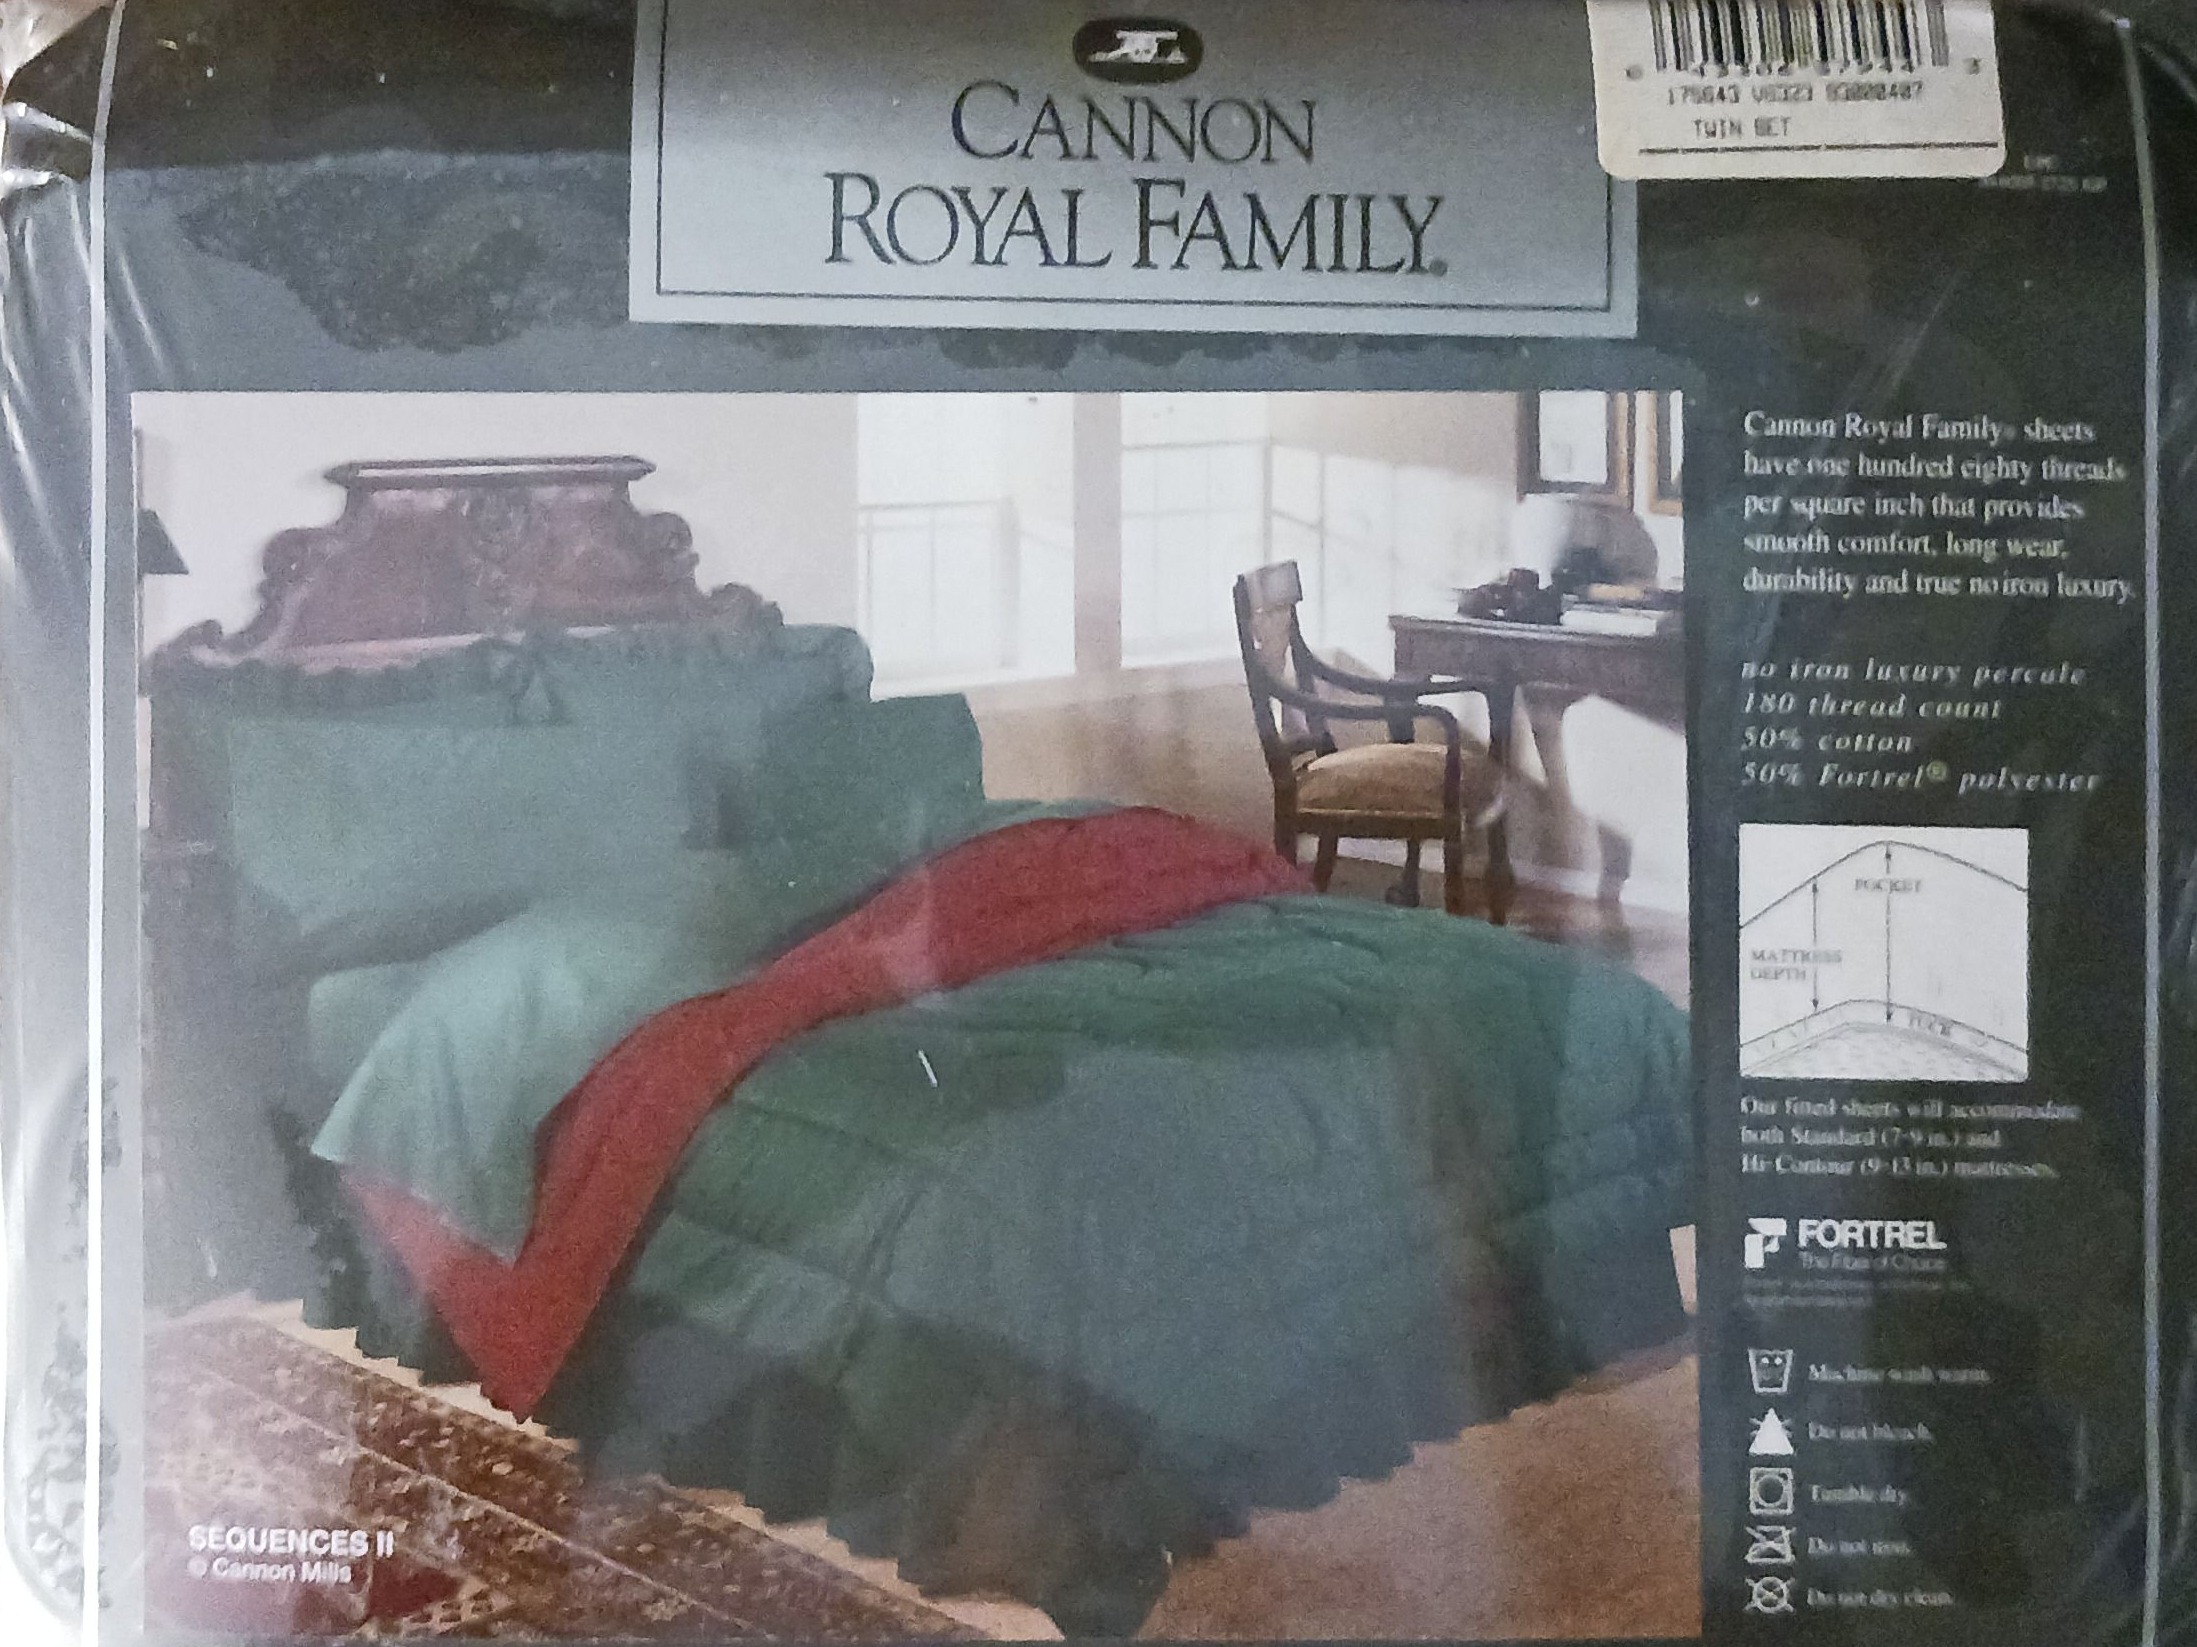 CANNON
ROYAL FAMILY®
TWIN SET
Cannon Royal Family® sheets
have one hundred eighty threads
per square inch that provides
smooth comfort, long wear,
durability and true no iron luxury.
no iron luxury percale
180 thread count
50% cotton
50% Fortrel® polyester
POCKET
MATTRESS
DEPTH
TUCK
Our fitted sheets will accommodate
both Standard (7-9 in.) and
Hi-Contour (9-13 in.) mattresses.
FORTREL
The Fiber of Choice
Machine wash warm.
Do not bleach.
Tumble dry.
Do not iron.
Do not dry clean.
SEQUENCES II
© Cannon Mills